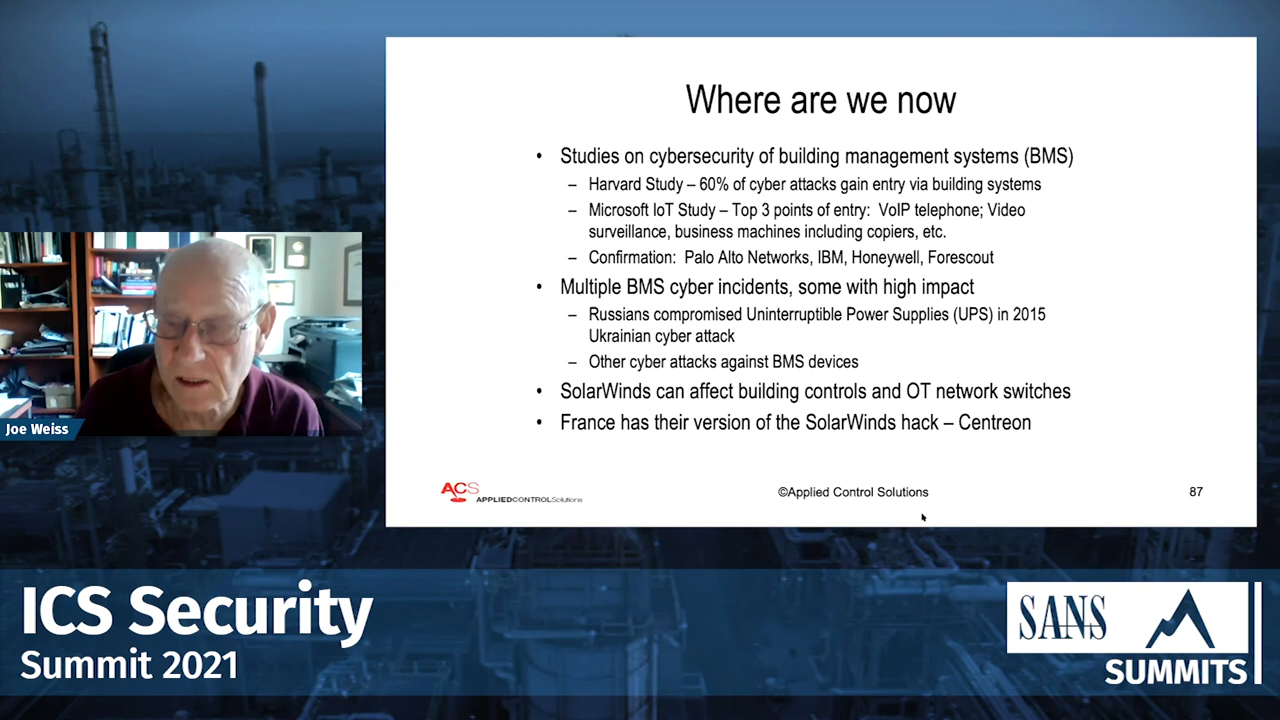 Where are we now
• Studies on cybersecurity of building management systems (BMS)
– Harvard Study – 60% of cyber attacks gain entry via building systems
– Microsoft IoT Study – Top 3 points of entry: VoIP telephone; Video
surveillance, business machines including copiers, etc.
– Confirmation: Palo Alto Networks, IBM, Honeywell, Forescout
• Multiple BMS cyber incidents, some with high impact
– Russians compromised Uninterruptible Power Supplies (UPS) in 2015
Ukrainian cyber attack
– Other cyber attacks against BMS devices
• SolarWinds can affect building controls and OT network switches
• France has their version of the SolarWinds hack – Centreon
ACS APPLIEDCONTROLSolutions
©Applied Control Solutions
87
Joe Weiss
ICS Security
Summit 2021
SANS
SUMMITS